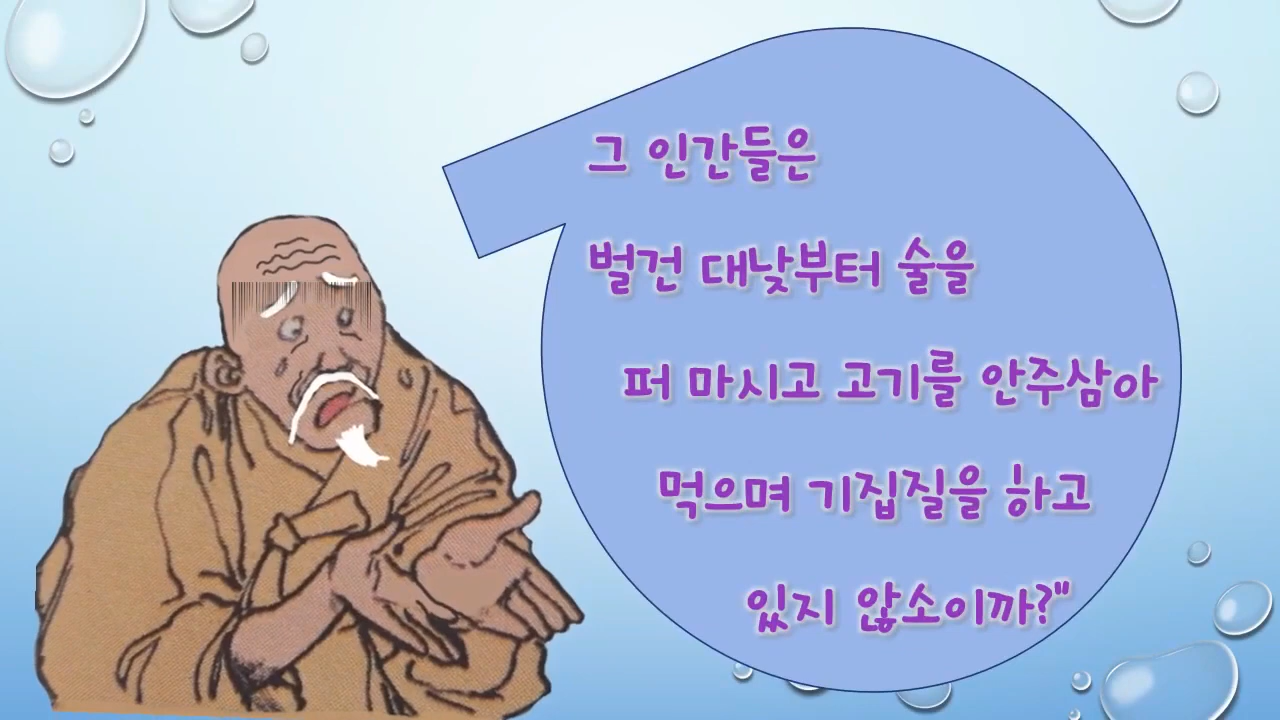 그 인간들은
벌건 대낮부터 술을
퍼 마시고 고기를 안주삼아
먹으며 기집질을 하고
있지 않소이까?"